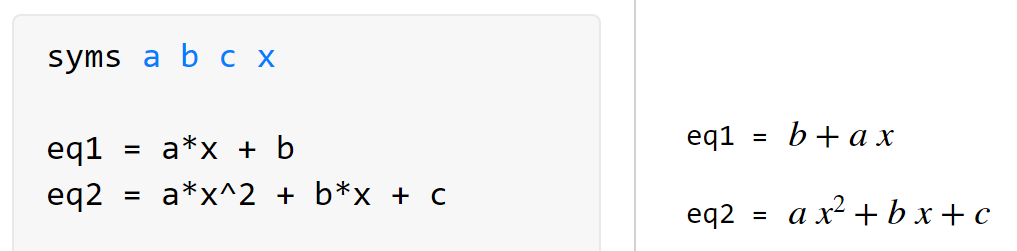 syms a b c x
eq1 = a*x + b
eq2 = a*x^2 + b*x + c
eq1 = b + a x
eq2 = a x² + b x + c